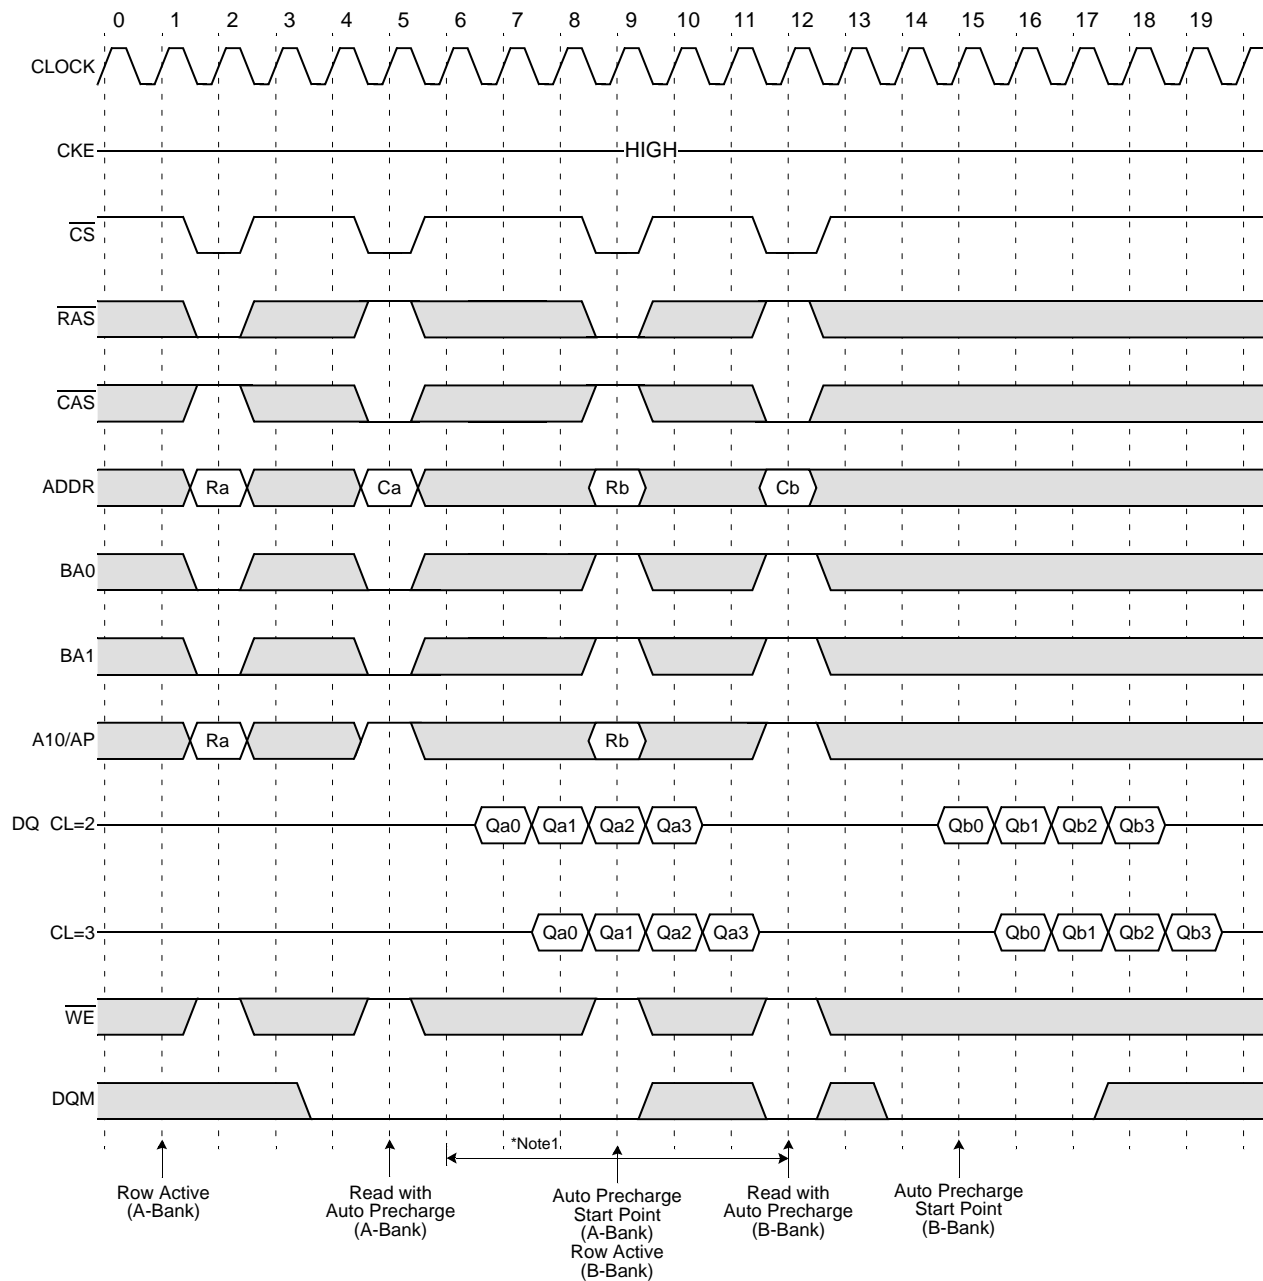 0 1 2 3 4 5 6 7 8 9 10 11 12 13 14 15 16 17 18 19
CLOCK
CKE HIGH
CS
RAS
CAS
ADDR Ra Ca Rb Cb
BA0
BA1
A10/AP Ra Rb
DQ CL=2 Qa0 Qa1 Qa2 Qa3 Qb0 Qb1 Qb2 Qb3
CL=3 Qa0 Qa1 Qa2 Qa3 Qb0 Qb1 Qb2 Qb3
WE
DQM
*Note1
Row Active
(A-Bank)
Read with
Auto Precharge
(A-Bank)
Auto Precharge
Start Point
(A-Bank)
Row Active
(B-Bank)
Read with
Auto Precharge
(B-Bank)
Auto Precharge
Start Point
(B-Bank)